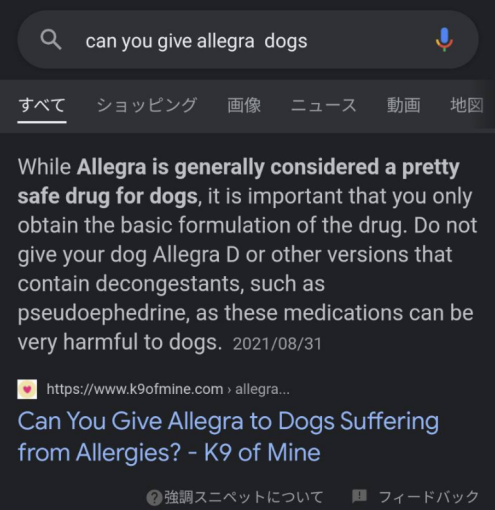 can you give allegra dogs
すべて ショッピング 画像 ニュース 動画 地図
While Allegra is generally considered a pretty
safe drug for dogs, it is important that you only
obtain the basic formulation of the drug. Do not
give your dog Allegra D or other versions that
contain decongestants, such as
pseudoephedrine, as these medications can be
very harmful to dogs. 2021/08/31
https://www.k9ofmine.com › allegra...
Can You Give Allegra to Dogs Suffering
from Allergies? - K9 of Mine
強調スニペットについて フィードバック